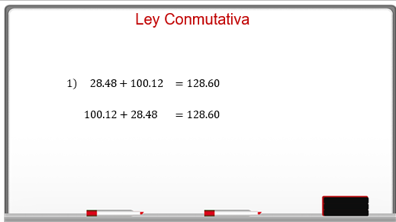 Ley Conmutativa
1) 28.48 + 100.12 = 128.60
100.12 + 28.48 = 128.60